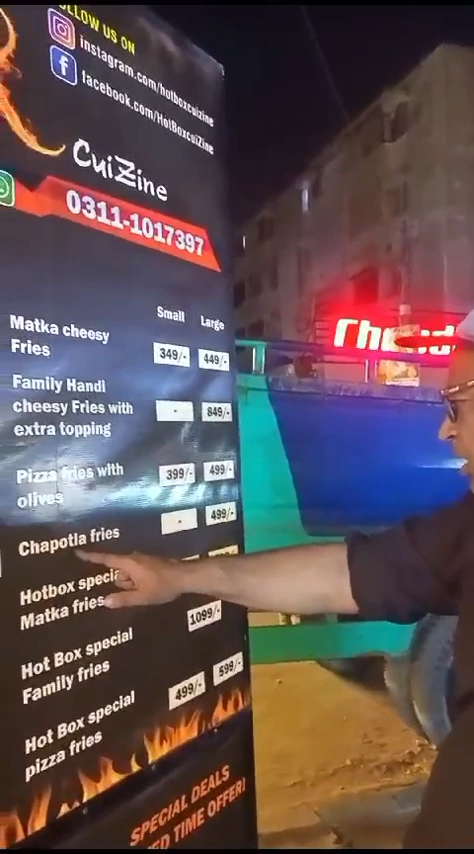 FOLLOW US ON
instagram.com/hotboxcuizine
facebook.com/HotBoxcuiZine
CuiZine
0311-1017397
Small Large
Matka cheesy
Fries
349/- 449/-
Family Handi
cheesy Fries with
extra topping
- 849/-
Pizza fries with
olives
399/- 499/-
Chapotla fries
- 499/-
Hotbox special
Matka fries
Hot Box special
Family fries
1099/-
Hot Box special
pizza fries
499/- 599/-
SPECIAL DEALS
TIME OFFER!